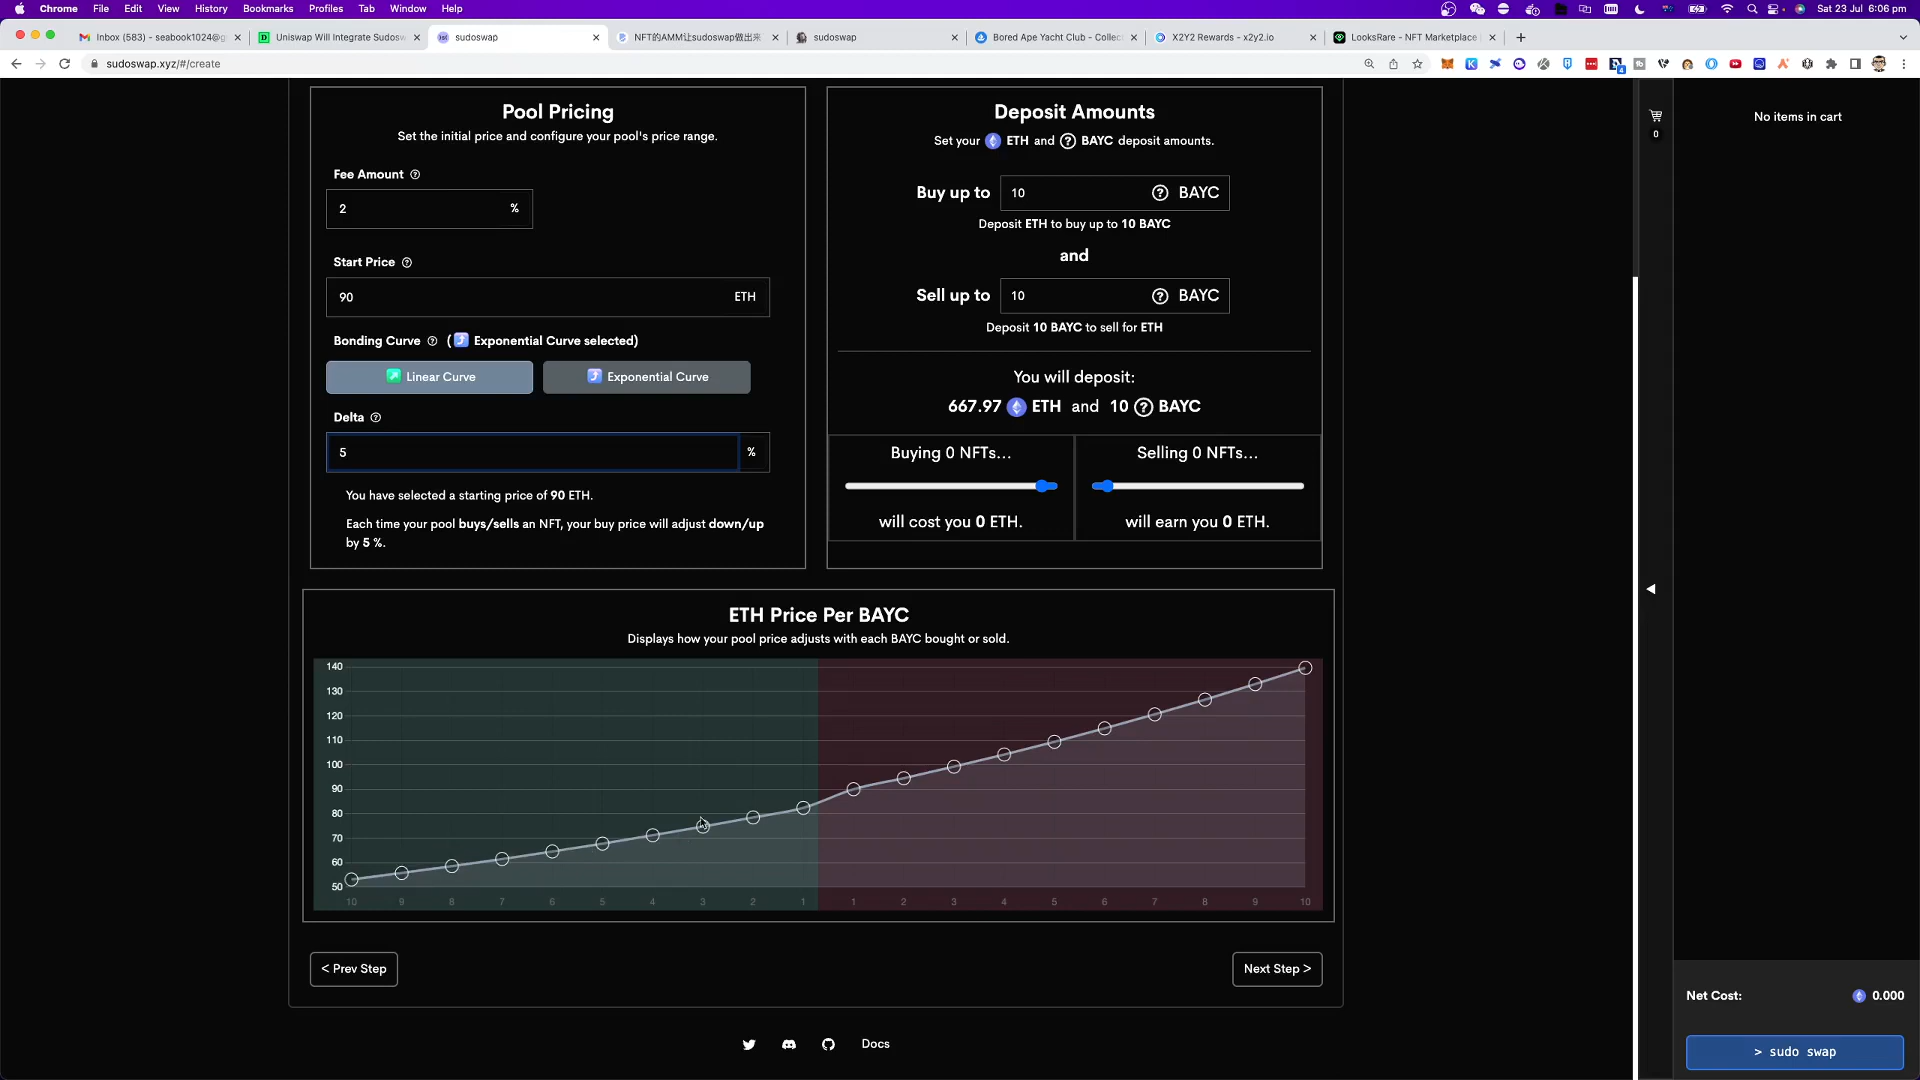 Chrome File Edit View History Bookmarks Profiles Tab Window Help
Sat 23 Jul 6:06 pm
Inbox (583) - seabook1024@g
Uniswap Will Integrate Sudosw
sudoswap
NFT的AMM让sudoswap做出来
sudoswap
Bored Ape Yacht Club - Collec
X2Y2 Rewards - x2y2.io
LooksRare - NFT Marketplace
sudoswap.xyz/#/create
Pool Pricing
Set the initial price and configure your pool's price range.
Fee Amount
2 %
Start Price
90 ETH
Bonding Curve ( Exponential Curve selected)
Linear Curve
Exponential Curve
Delta
5 %
You have selected a starting price of 90 ETH.
Each time your pool buys/sells an NFT, your buy price will adjust down/up
by 5 %.
Deposit Amounts
Set your ETH and BAYC deposit amounts.
Buy up to 10 BAYC
Deposit ETH to buy up to 10 BAYC
and
Sell up to 10 BAYC
Deposit 10 BAYC to sell for ETH
You will deposit:
667.97 ETH and 10 BAYC
Buying 0 NFTs...
will cost you 0 ETH.
Selling 0 NFTs...
will earn you 0 ETH.
ETH Price Per BAYC
Displays how your pool price adjusts with each BAYC bought or sold.
140
130
120
110
100
90
80
70
60
50
10 9 8 7 6 5 4 3 2 1 1 2 3 4 5 6 7 8 9 10
< Prev Step
Next Step >
Docs
0
No items in cart
Net Cost: 0.000
> sudo swap